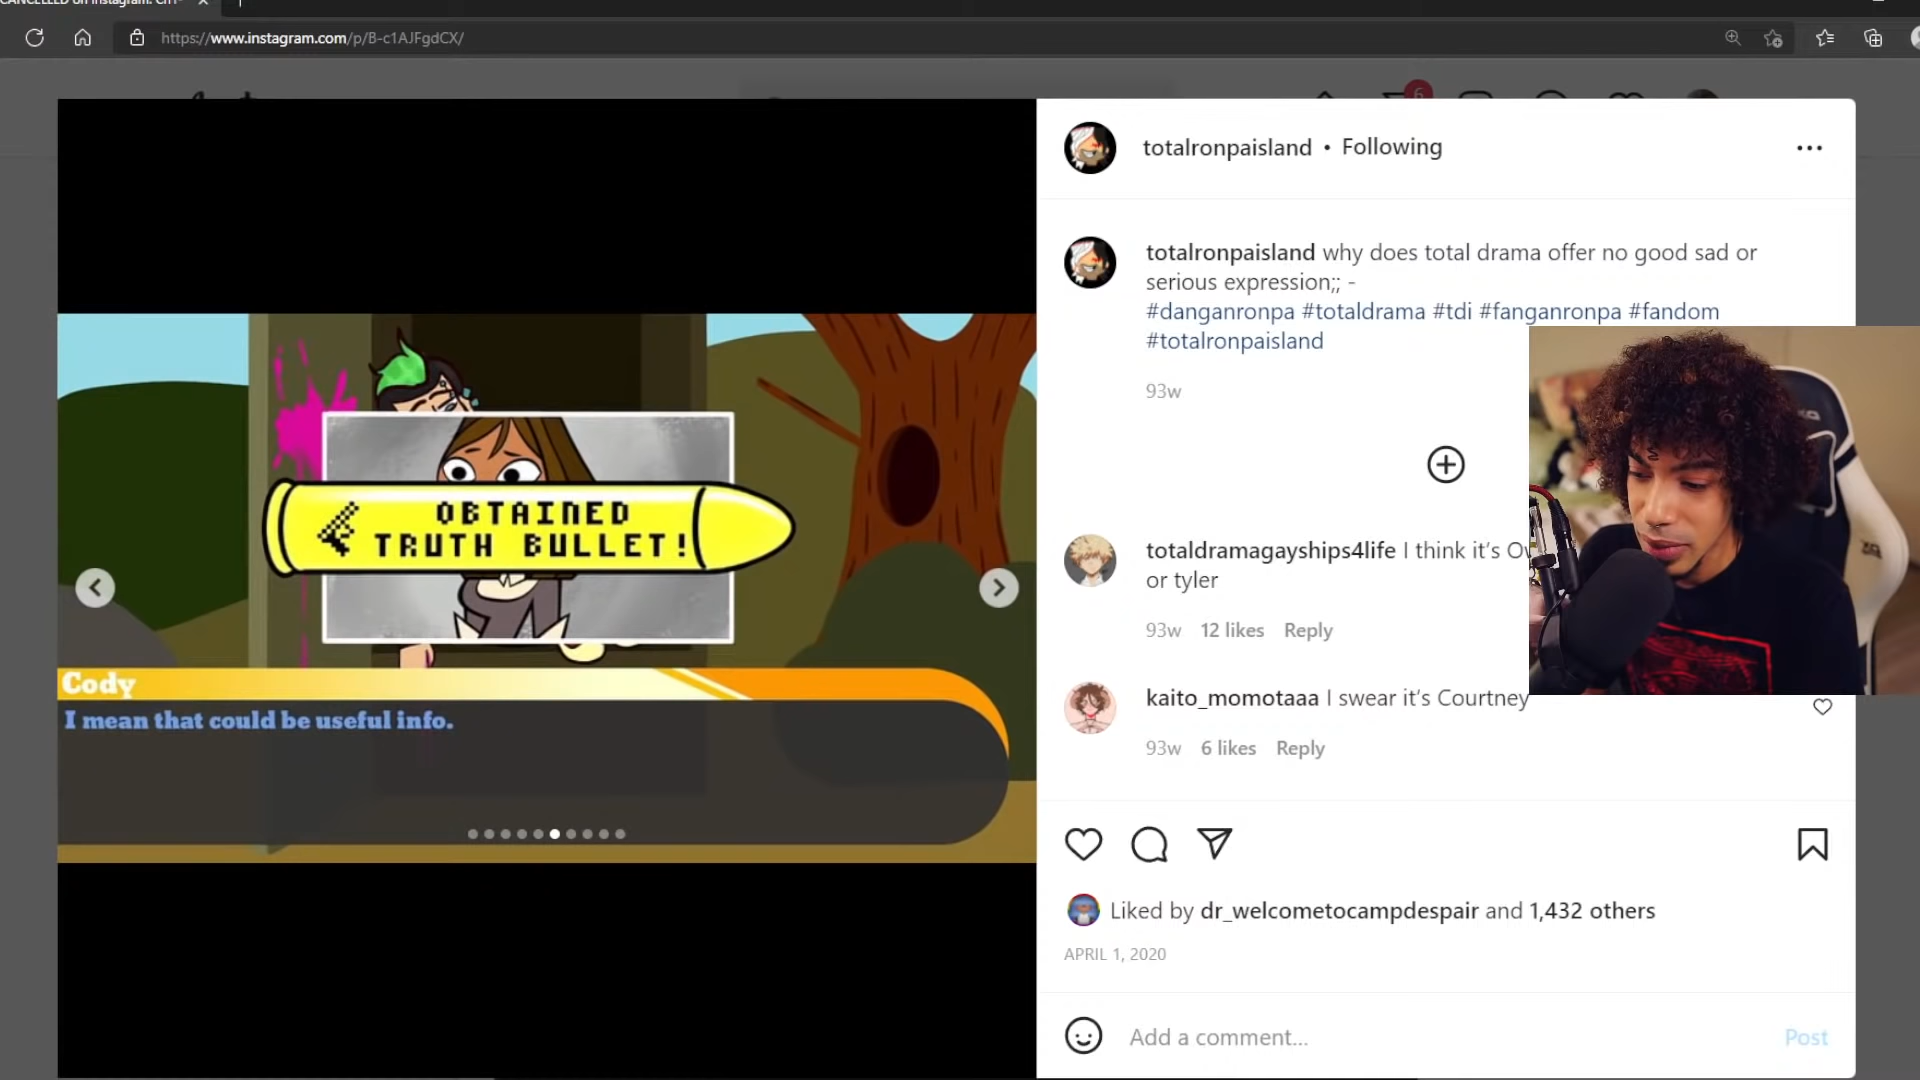 https://www.instagram.com/p/B-c1AJFgdCX/
6
totalronpaisland • Following
totalronpaisland why does total drama offer no good sad or
serious expression;; -
#danganronpa #totaldrama #tdi #fanganronpa #fandom
#totalronpaisland
93w
OBTAINED
TRUTH BULLET!
totaldramagayships4life I think it's
or tyler
93w 12 likes Reply
Cody
I mean that could be useful info.
kaito_momotaaa I swear it's Courtney
93w 6 likes Reply
Liked by dr_welcometocampdespair and 1,432 others
APRIL 1, 2020
Add a comment...
Post